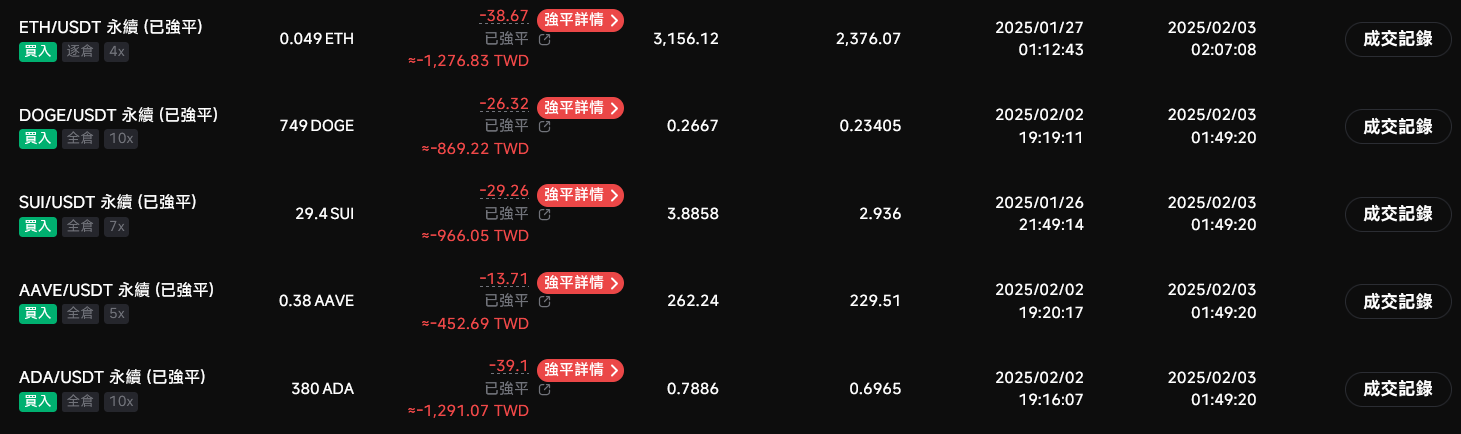 ETH/USDT 永續 (已強平)
買入 逐倉 4x
0.049 ETH
-38.67
已強平
≈-1,276.83 TWD
強平詳情
3,156.12
2,376.07
2025/01/27
01:12:43
2025/02/03
02:07:08
成交記錄
DOGE/USDT 永續 (已強平)
買入 全倉 10x
749 DOGE
-26.32
已強平
≈-869.22 TWD
強平詳情
0.2667
0.23405
2025/02/02
19:19:11
2025/02/03
01:49:20
成交記錄
SUI/USDT 永續 (已強平)
買入 全倉 7x
29.4 SUI
-29.26
已強平
≈-966.05 TWD
強平詳情
3.8858
2.936
2025/01/26
21:49:14
2025/02/03
01:49:20
成交記錄
AAVE/USDT 永續 (已強平)
買入 全倉 5x
0.38 AAVE
-13.71
已強平
≈-452.69 TWD
強平詳情
262.24
229.51
2025/02/02
19:20:17
2025/02/03
01:49:20
成交記錄
ADA/USDT 永續 (已強平)
買入 全倉 10x
380 ADA
-39.1
已強平
≈-1,291.07 TWD
強平詳情
0.7886
0.6965
2025/02/02
19:16:07
2025/02/03
01:49:20
成交記錄